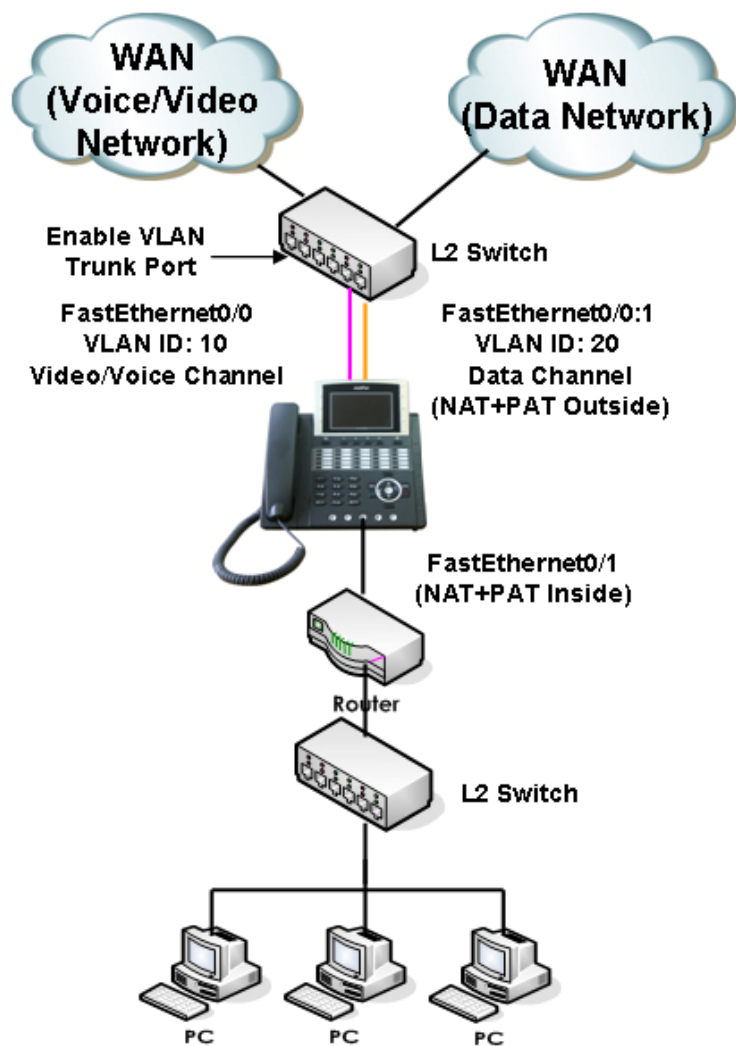 WAN
(Voice/Video
Network)
WAN
(Data Network)
Enable VLAN
Trunk Port
L2 Switch
FastEthernet0/0
VLAN ID: 10
Video/Voice Channel
FastEthernet0/0:1
VLAN ID: 20
Data Channel
(NAT+PAT Outside)
FastEthernet0/1
(NAT+PAT Inside)
Router
L2 Switch
PC
PC
PC